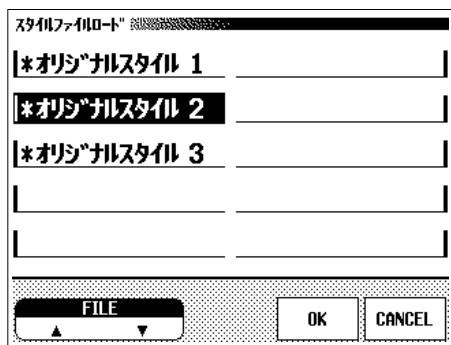 ｽﾀｲﾙﾌｧｲﾙﾛｰﾄﾞ
*ｵﾘｼﾞﾅﾙｽﾀｲﾙ 1
*ｵﾘｼﾞﾅﾙｽﾀｲﾙ 2
*ｵﾘｼﾞﾅﾙｽﾀｲﾙ 3
FILE
▲ ▼
OK CANCEL